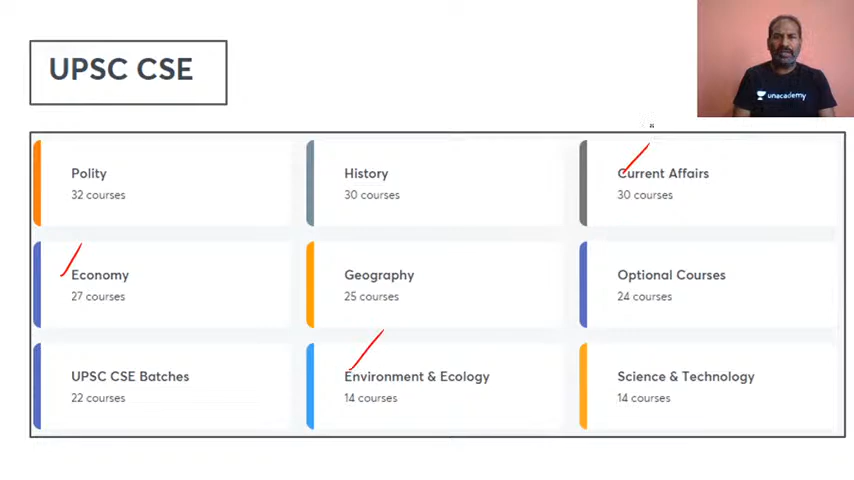 UPSC CSE
unacademy
Polity
32 courses
History
30 courses
Current Affairs
30 courses
Economy
27 courses
Geography
25 courses
Optional Courses
24 courses
UPSC CSE Batches
22 courses
Environment & Ecology
14 courses
Science & Technology
14 courses